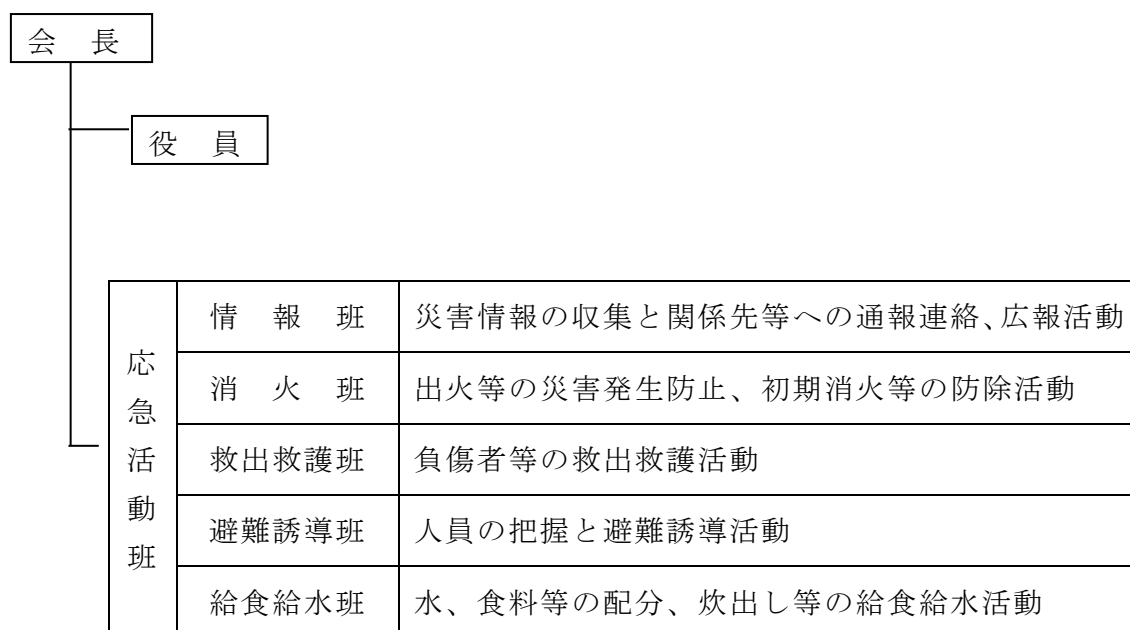 会　長
役　員
応急活動班
情　報　班　災害情報の収集と関係先等への通報連絡、広報活動
消　火　班　出火等の災害発生防止、初期消火等の防除活動
救出救護班　負傷者等の救出救護活動
避難誘導班　人員の把握と避難誘導活動
給食給水班　水、食料等の配分、炊出し等の給食給水活動